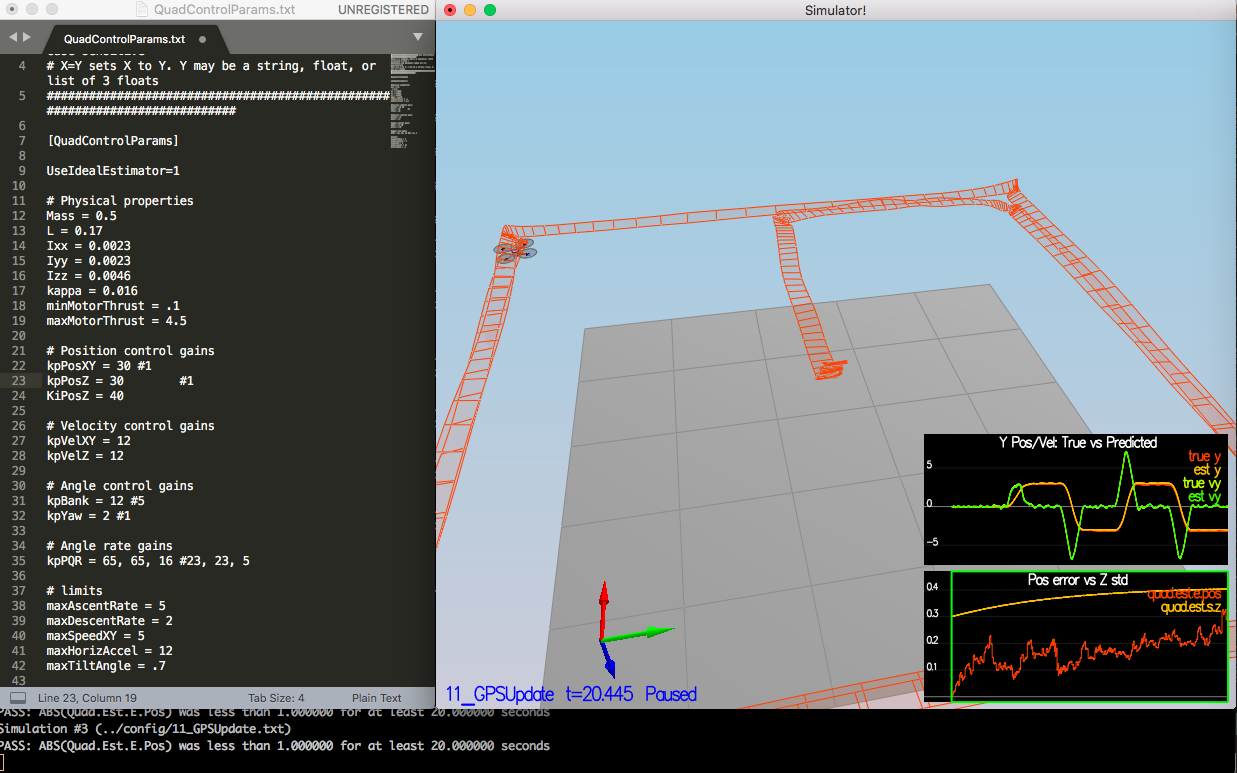 QuadControlParams.txt
UNREGISTERED
Simulator!
QuadControlParams.txt
4 # X=Y sets X to Y. Y may be a string, float, or
list of 3 floats
5 #################################################
###########################
6
7 [QuadControlParams]
8
9 UseIdealEstimator=1
10
11 # Physical properties
12 Mass = 0.5
13 L = 0.17
14 Ixx = 0.0023
15 Iyy = 0.0023
16 Izz = 0.0046
17 kappa = 0.016
18 minMotorThrust = .1
19 maxMotorThrust = 4.5
20
21 # Position control gains
22 kpPosXY = 30 #1
23 kpPosZ = 30 #1
24 KiPosZ = 40
25
26 # Velocity control gains
27 kpVelXY = 12
28 kpVelZ = 12
29
30 # Angle control gains
31 kpBank = 12 #5
32 kpYaw = 2 #1
33
34 # Angle rate gains
35 kpPQR = 65, 65, 16 #23, 23, 5
36
37 # limits
38 maxAscentRate = 5
39 maxDescentRate = 2
40 maxSpeedXY = 5
41 maxHorizAccel = 12
42 maxTiltAngle = .7
43
Line 23, Column 19
Tab Size: 4
Plain Text
Y Pos/Vel: True vs Predicted
true y
est y
true vy
est vy
5
0
-5
Pos error vs Z std
quad.est.e.pos
quad.est.s.z
0.4
0.3
0.2
0.1
11_GPSUpdate t=20.445 Paused
PASS: ABS(Quad.Est.E.Pos) was less than 1.000000 for at least 20.000000 seconds
Simulation #3 (../config/11_GPSUpdate.txt)
PASS: ABS(Quad.Est.E.Pos) was less than 1.000000 for at least 20.000000 seconds